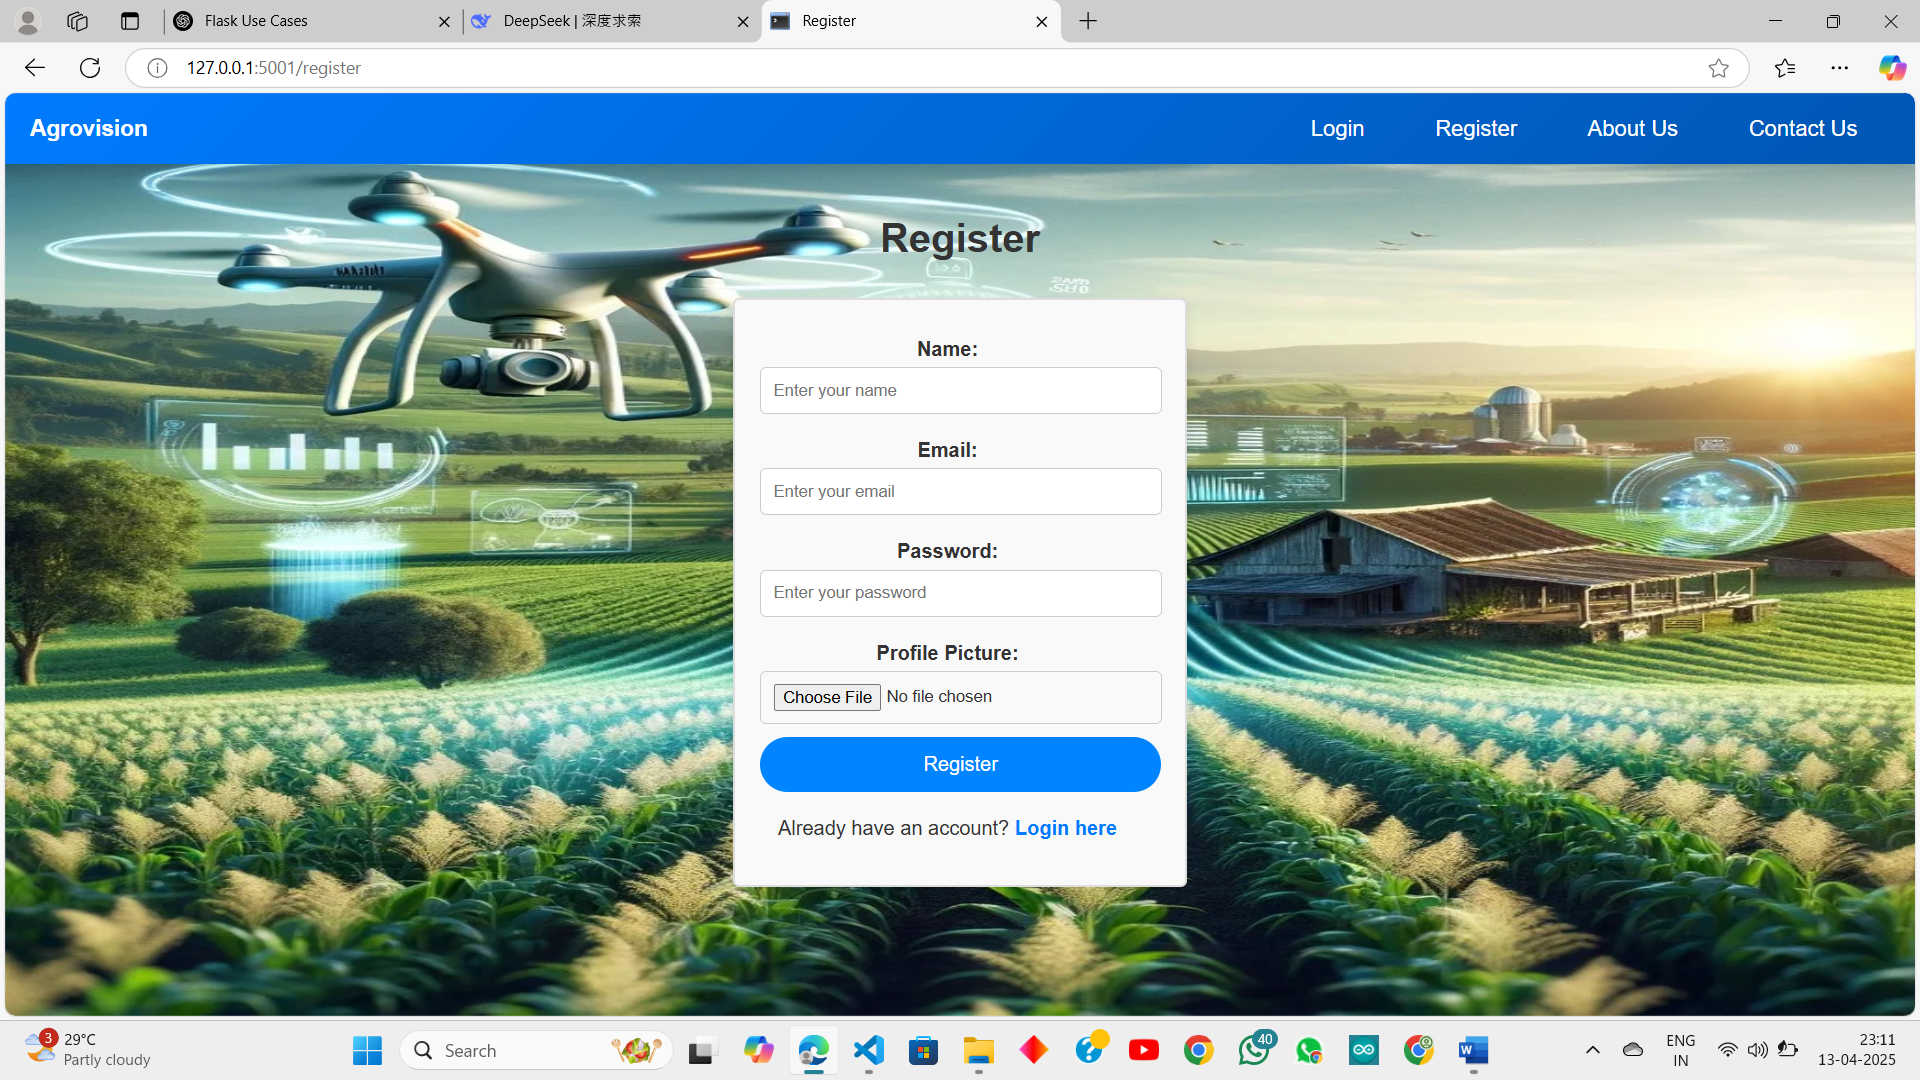 Flask Use Cases
DeepSeek | 深度求索
Register
127.0.0.1:5001/register
Agrovision
Login
Register
About Us
Contact Us
Register
Name:
Enter your name
Email:
Enter your email
Password:
Enter your password
Profile Picture:
Choose File No file chosen
Register
Already have an account? Login here
3
29°C
Partly cloudy
Search
40
ENG
IN
23:11
13-04-2025